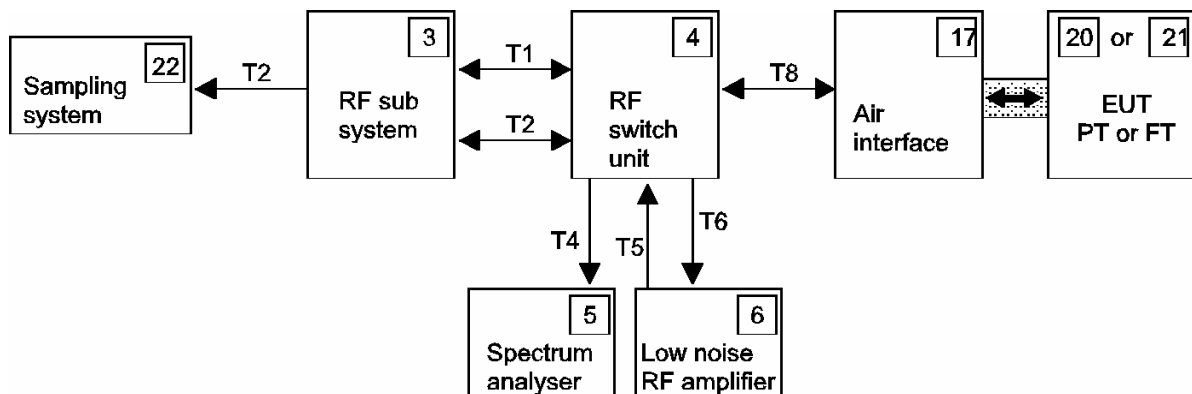 22
Sampling
system
T2
3
RF sub
system
T1
T2
4
RF
switch
unit
T8
17
Air
interface
20 or 21
EUT
PT or FT
T4
T5
T6
5
Spectrum
analyser
6
Low noise
RF amplifier